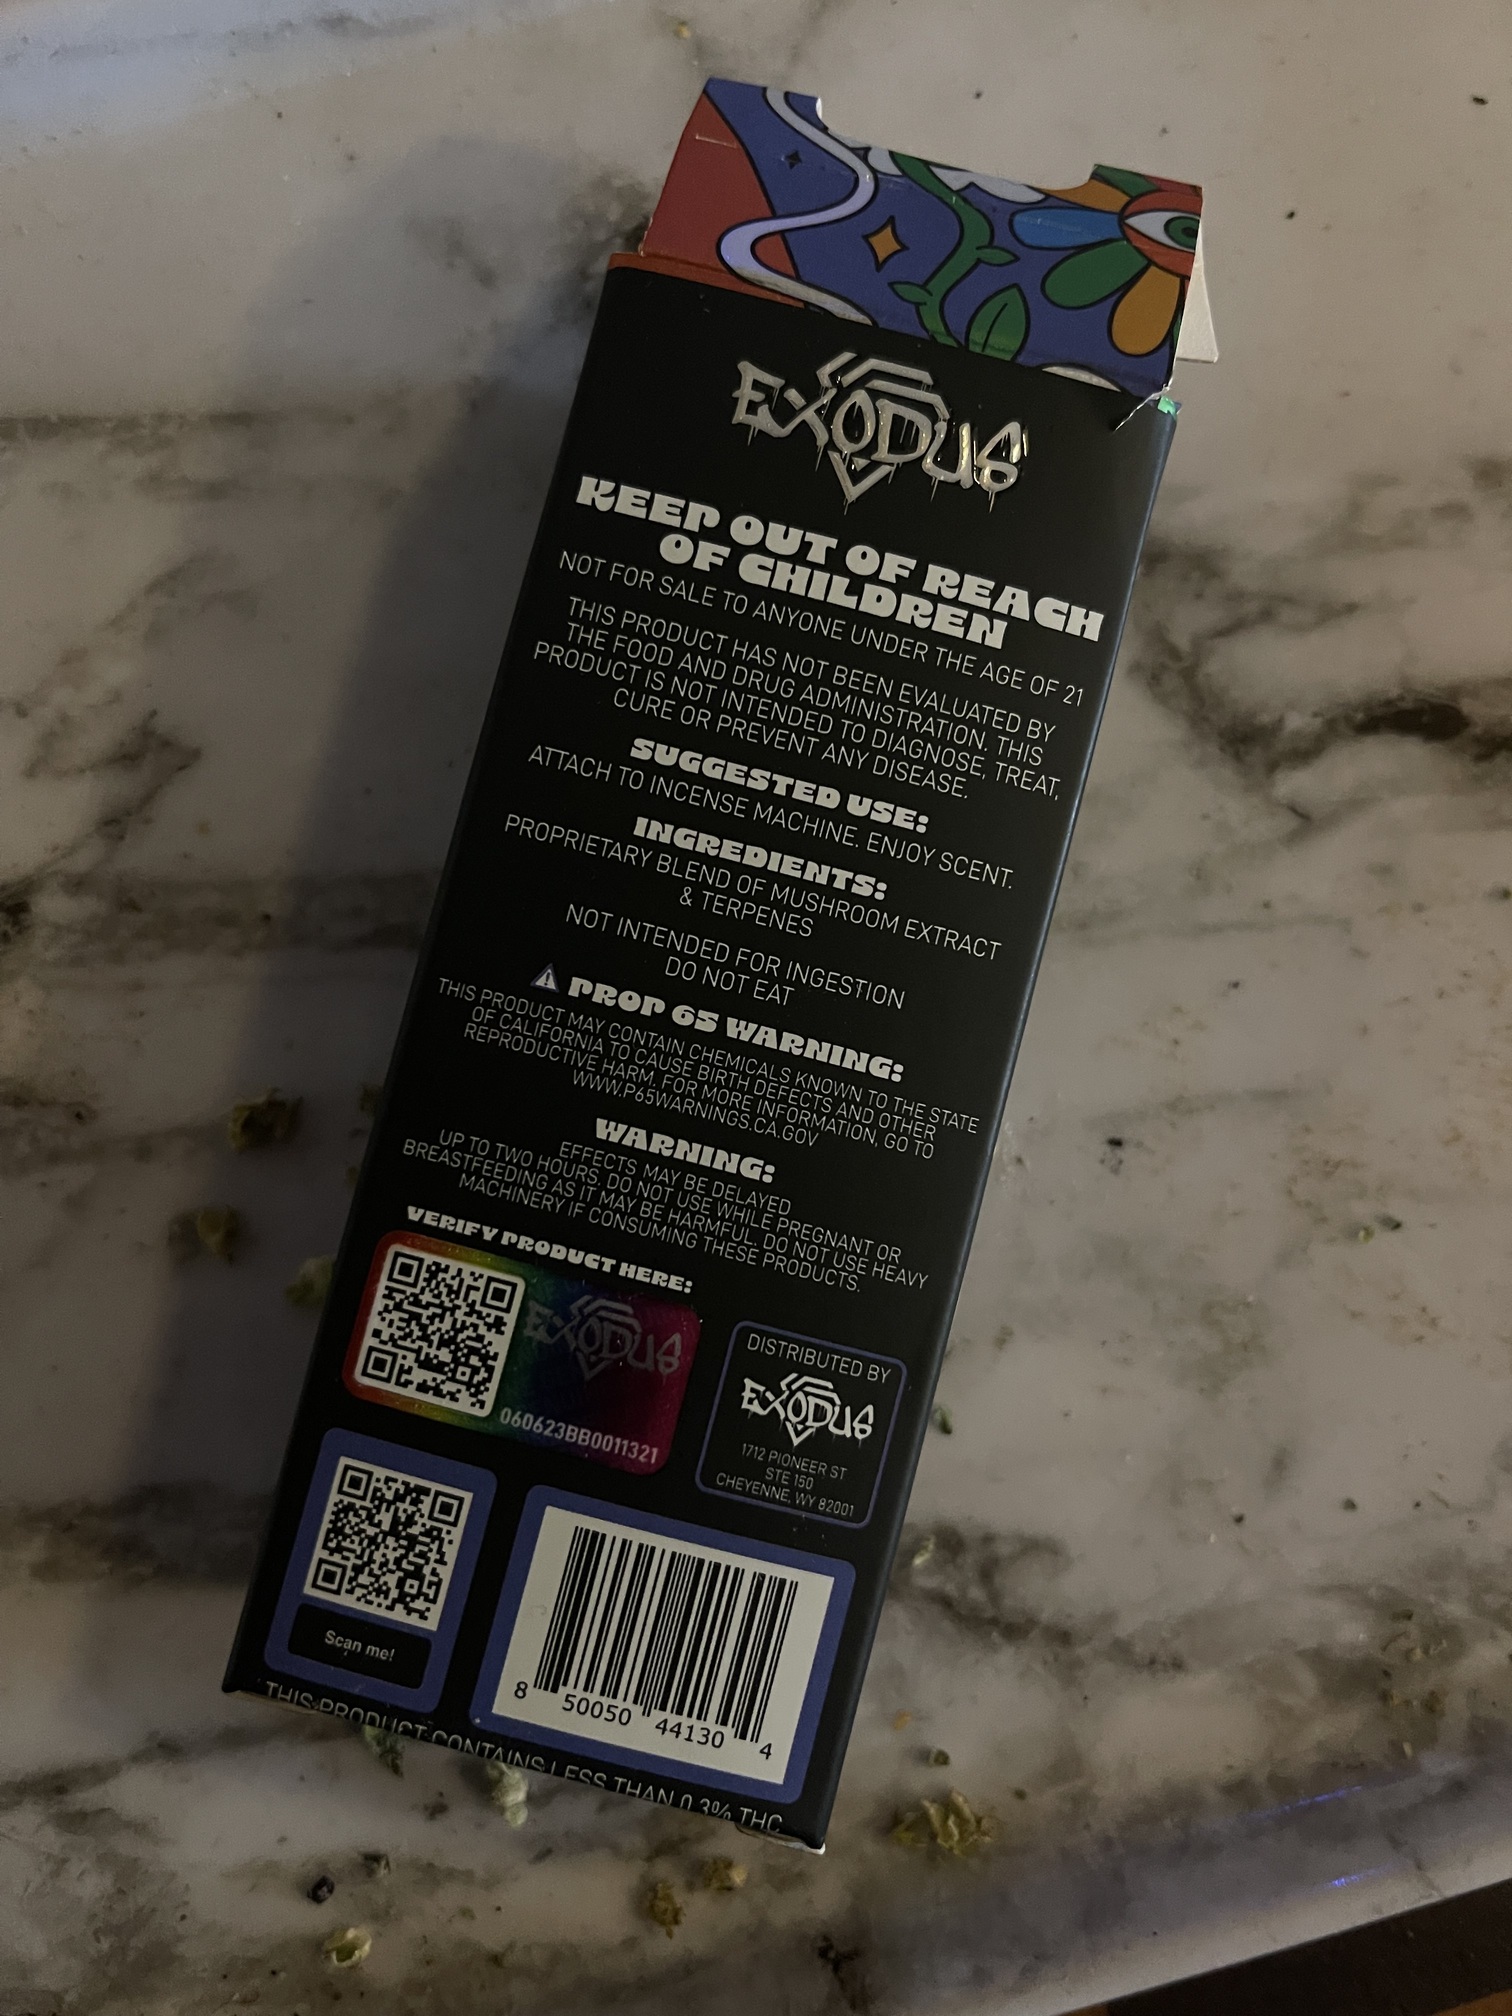 EXODUS
KEEP OUT OF REACH
OF CHILDREN
NOT FOR SALE TO ANYONE UNDER THE AGE OF 21
THIS PRODUCT HAS NOT BEEN EVALUATED BY
THE FOOD AND DRUG ADMINISTRATION. THIS
PRODUCT IS NOT INTENDED TO DIAGNOSE, TREAT,
CURE OR PREVENT ANY DISEASE.
SUGGESTED USE:
ATTACH TO INCENSE MACHINE. ENJOY SCENT.
INGREDIENTS:
PROPRIETARY BLEND OF MUSHROOM EXTRACT
& TERPENES
NOT INTENDED FOR INGESTION
DO NOT EAT
PROP 65 WARNING:
THIS PRODUCT MAY CONTAIN CHEMICALS KNOWN TO THE STATE
OF CALIFORNIA TO CAUSE BIRTH DEFECTS AND OTHER
REPRODUCTIVE HARM. FOR MORE INFORMATION, GO TO
WWW.P65WARNINGS.CA.GOV
WARNING:
EFFECTS MAY BE DELAYED
UP TO TWO HOURS. DO NOT USE WHILE PREGNANT OR
BREASTFEEDING AS IT MAY BE HARMFUL. DO NOT USE HEAVY
MACHINERY IF CONSUMING THESE PRODUCTS.
VERIFY PRODUCT HERE:
EXODUS
060623BB0011321
DISTRIBUTED BY
EXODUS
1712 PIONEER ST
STE 150
CHEYENNE, WY 82001
Scan me!
8 50050 44130 4
THIS PRODUCT CONTAINS LESS THAN 0.3% THC